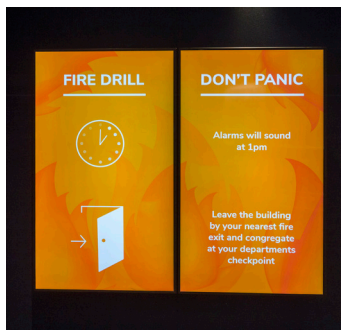 FIRE DRILL
DON'T PANIC
Alarms will sound
at 1pm
Leave the building
by your nearest fire
exit and congregate
at your departments
checkpoint